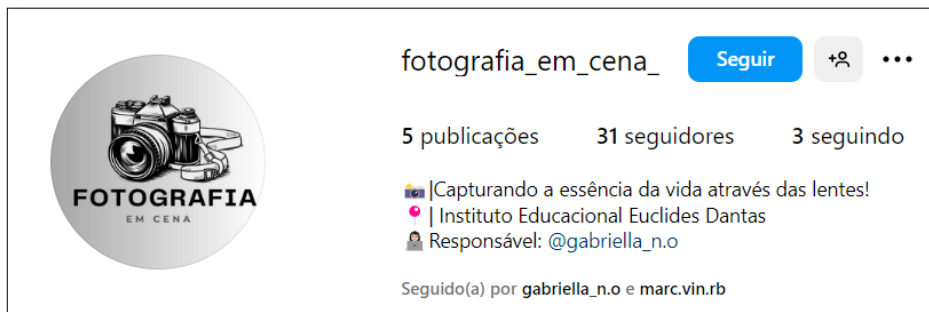 fotografia_em_cena_ Seguir
5 publicações 31 seguidores 3 seguindo
FOTOGRAFIA
EM CENA
|Capturando a essência da vida através das lentes!
| Instituto Educacional Euclides Dantas
Responsável: @gabriella_n.o
Seguido(a) por gabriella_n.o e marc.vin.rb